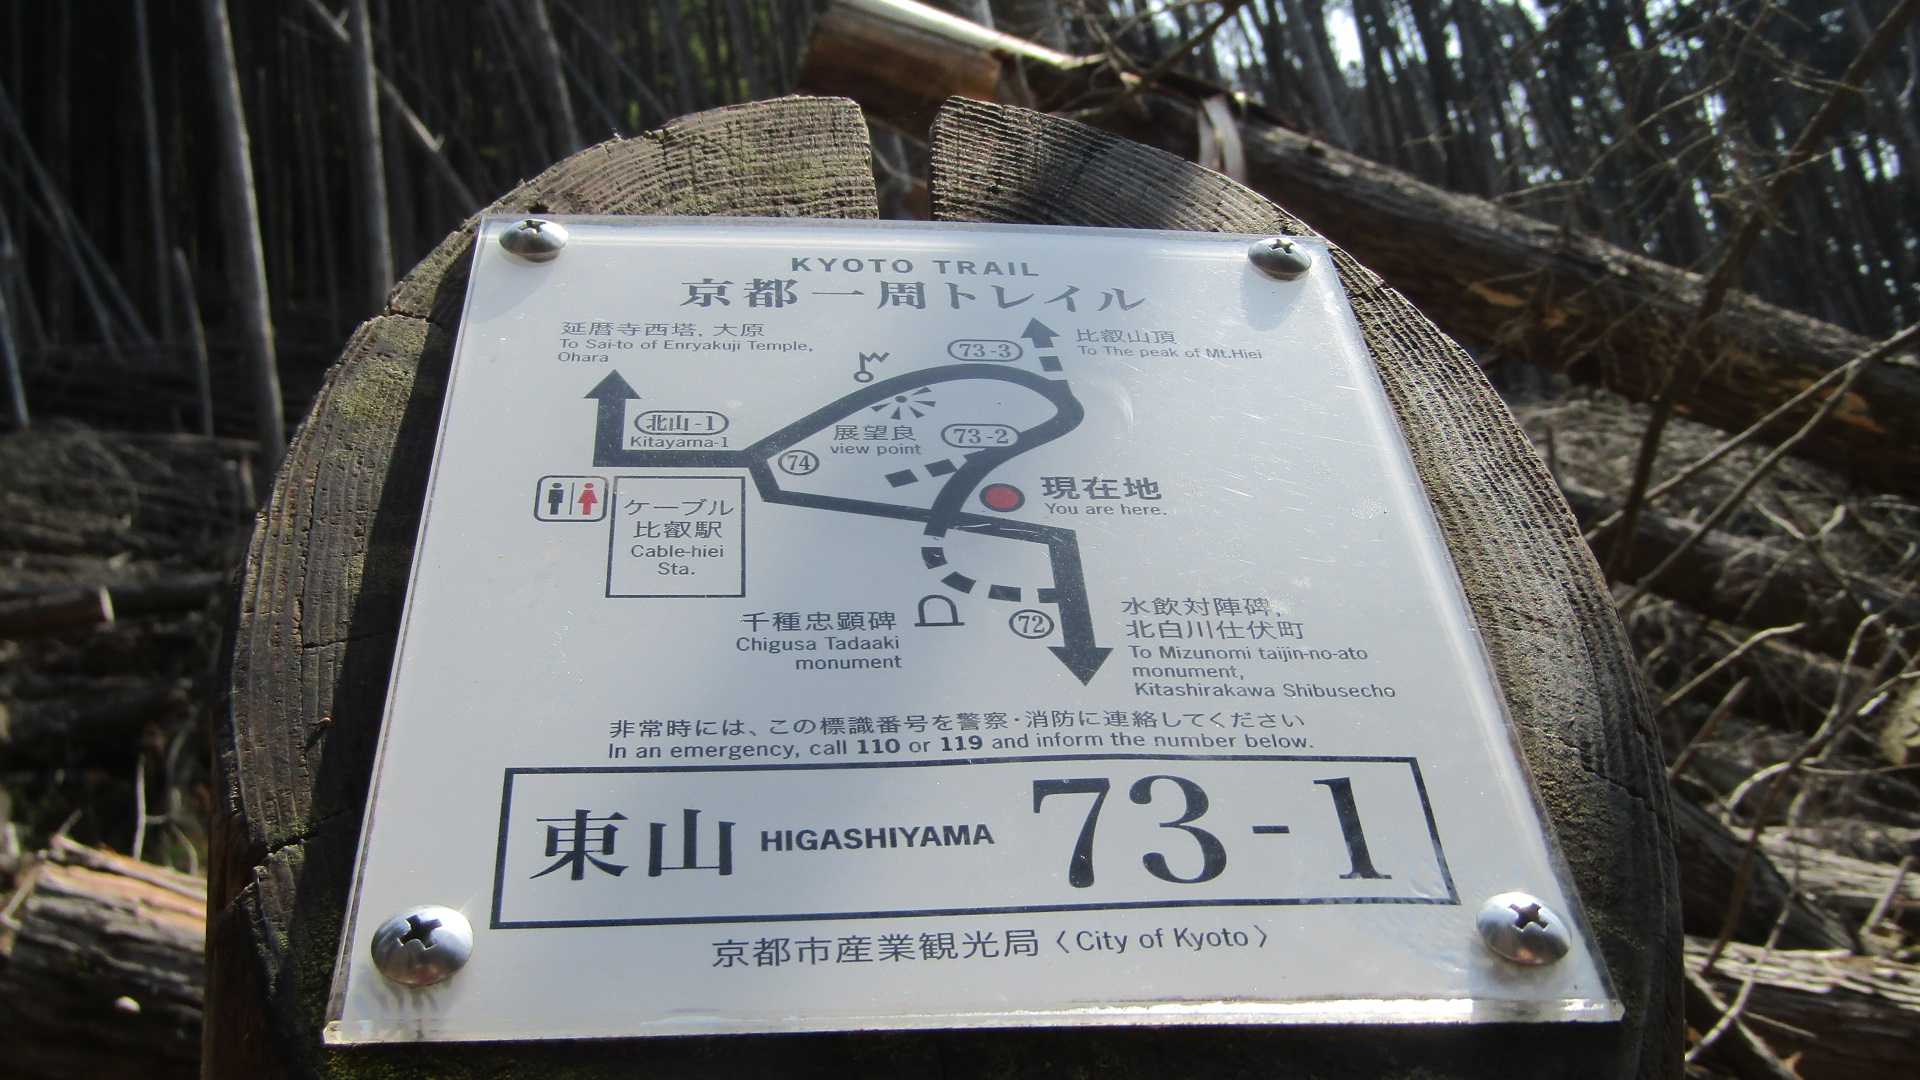 KYOTO TRAIL
京都一周トレイル
延暦寺西塔, 大原
To Sai-to of Enryakuji Temple,
Ohara
73-3
比叡山頂
To The peak of Mt.Hiei
北山-1
Kitayama-1
展望良
view point
73-2
74
現在地
You are here.
ケーブル
比叡駅
Cable-hiei
Sta.
千種忠顕碑
Chigusa Tadaaki
monument
72
水飲対陣碑,
北白川仕伏町
To Mizunomi taijin-no-ato
monument,
Kitashirakawa Shibusecho
非常時には、この標識番号を警察・消防に連絡してください
In an emergency, call 110 or 119 and inform the number below.
東山 HIGASHIYAMA 73-1
京都市産業観光局〈City of Kyoto〉